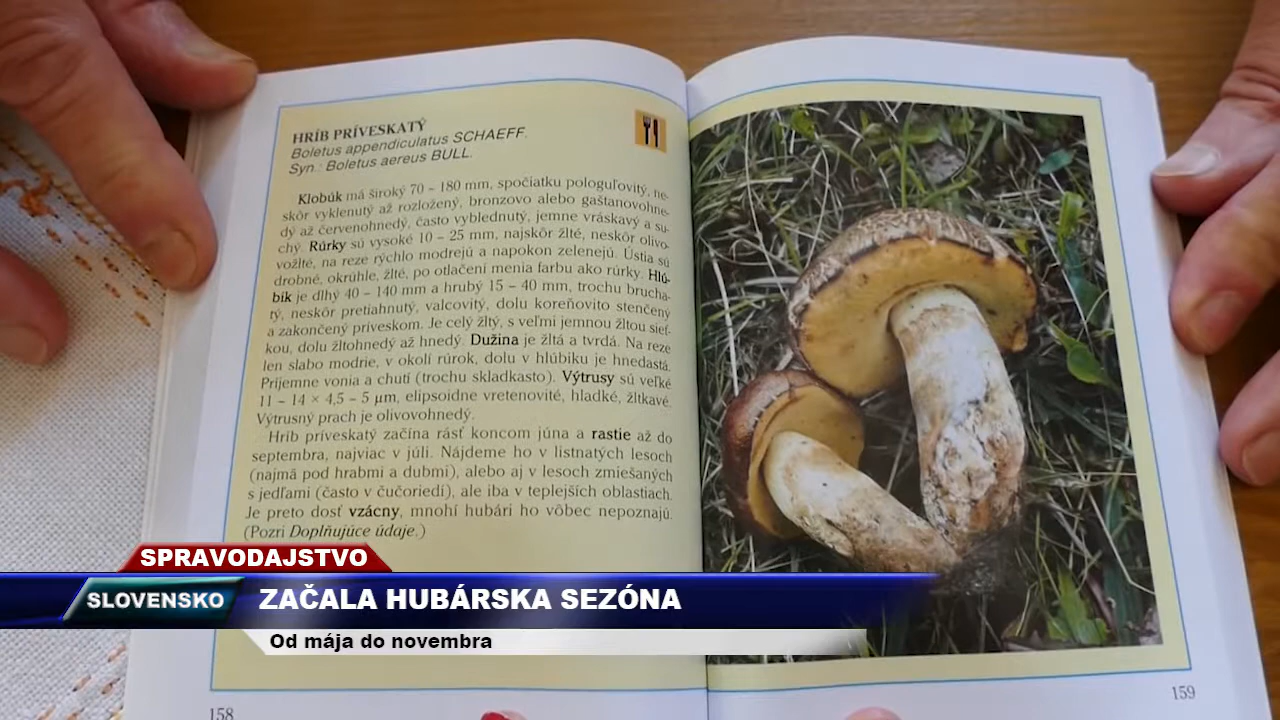 HRÍB PRÍVESKATÝ
Boletus appendiculatus SCHAEFF.
Syn.: Boletus aereus BULL.
Klobúk má široký 70 – 180 mm, spočiatku pologuľovitý, ne-
skôr vyklenutý až rozložený, bronzovo alebo gaštanovohne-
dý až červenohnedý, často vyblednutý, jemne vráskavý a su-
chý. Rúrky sú vysoké 10 – 25 mm, najskôr žlté, neskôr olivo-
vožlté, na reze rýchlo modrejú a napokon zelenejú. Ústia sú
drobné, okrúhle, žlté, po otlačení menia farbu ako rúrky. Hlú-
bik je dlhý 40 – 140 mm a hrubý 15 – 40 mm, trochu brucha-
tý, neskôr pretiahnutý, valcovitý, dolu koreňovito stenčený
a zakončený príveskom. Je celý žltý, s veľmi jemnou žltou sieť-
kou, dolu žltohnedý až hnedý. Dužina je žltá a tvrdá. Na reze
len slabo modrie, v okolí rúrok, dolu v hlúbiku je hnedastá.
Príjemne vonia a chutí (trochu skladkasto). Výtrusy sú veľké
11 – 14 × 4,5 – 5 µm, elipsoidne vretenovité, hladké, žltkavé.
Výtrusný prach je olivovohnedý.
Hríb príveskatý začína rásť koncom júna a rastie až do
septembra, najviac v júli. Nájdeme ho v listnatých lesoch
(najmä pod hrabmi a dubmi), alebo aj v lesoch zmiešaných
s jedľami (často v čučoriedí), ale iba v teplejších oblastiach.
Je preto dosť vzácny, mnohí hubári ho vôbec nepoznajú.
(Pozri Doplňujúce údaje.)
SPRAVODAJSTVO
SLOVENSKO ZAČALA HUBÁRSKA SEZÓNA
Od mája do novembra
158
159